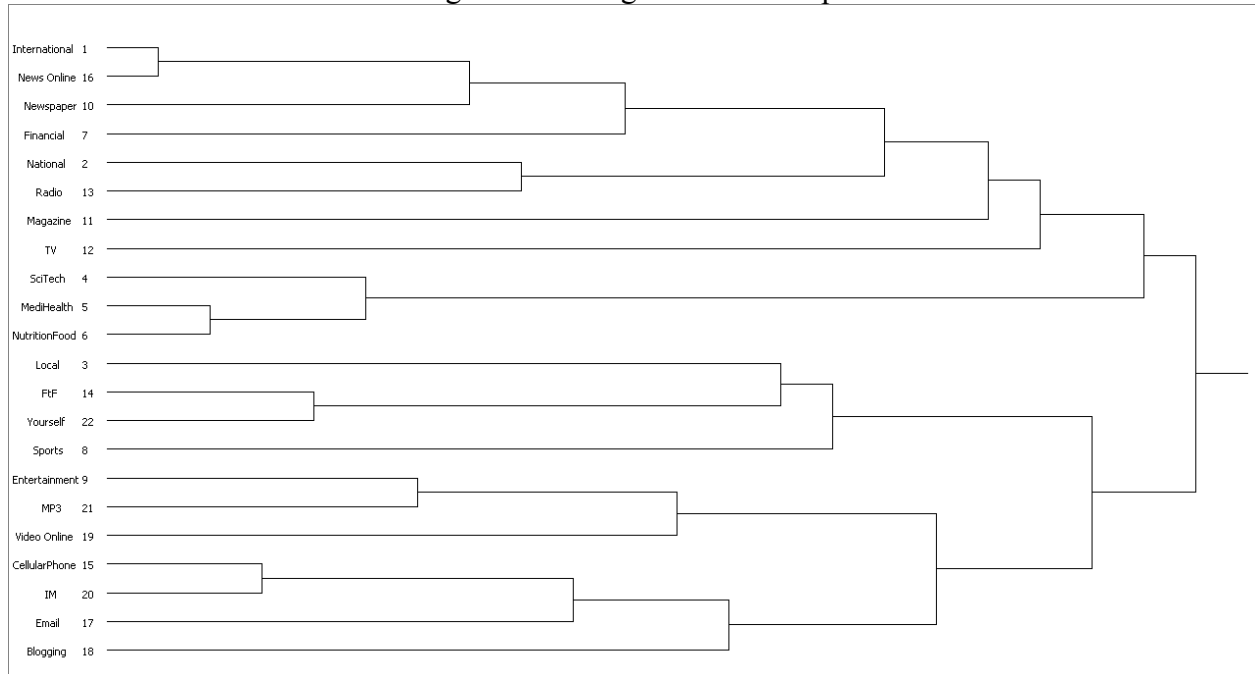 International 1
News Online 16
Newspaper 10
Financial 7
National 2
Radio 13
Magazine 11
TV 12
SciTech 4
MediHealth 5
NutritionFood 6
Local 3
FtF 14
Yourself 22
Sports 8
Entertainment 9
MP3 21
Video Online 19
CellularPhone 15
IM 20
Email 17
Blogging 18